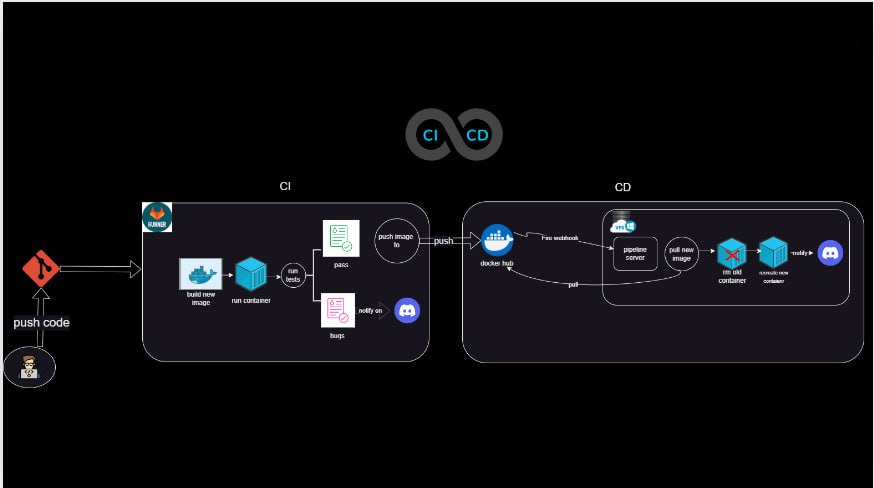 CI CD
CI
CD
RUNNER
push code
build new
image
run container
run
tests
pass
bugs
notify on
push image
to
push
docker hub
Fire webhook
pull
VPS
pipeline
server
pull new
image
rm old
container
recreate new
container
notify